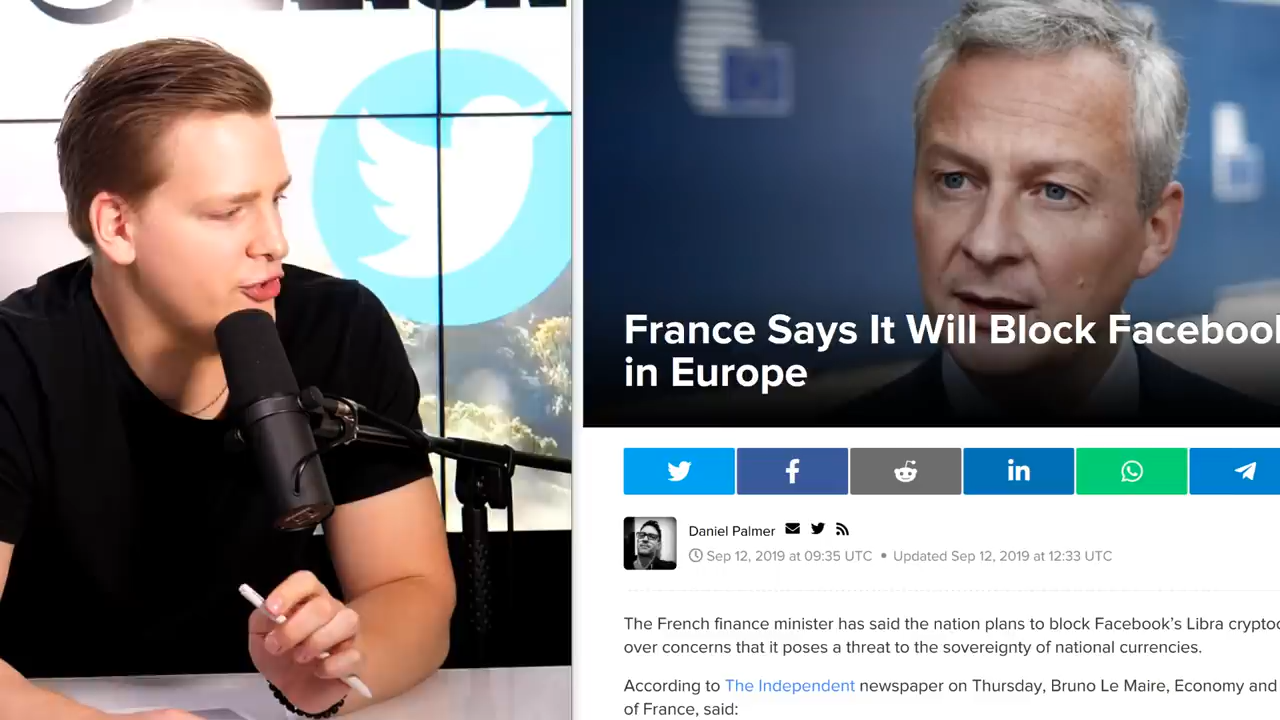 France Says It Will Block Facebook
in Europe
Daniel Palmer
Sep 12, 2019 at 09:35 UTC • Updated Sep 12, 2019 at 12:33 UTC
The French finance minister has said the nation plans to block Facebook’s Libra crypto
over concerns that it poses a threat to the sovereignty of national currencies.
According to The Independent newspaper on Thursday, Bruno Le Maire, Economy and
of France, said: